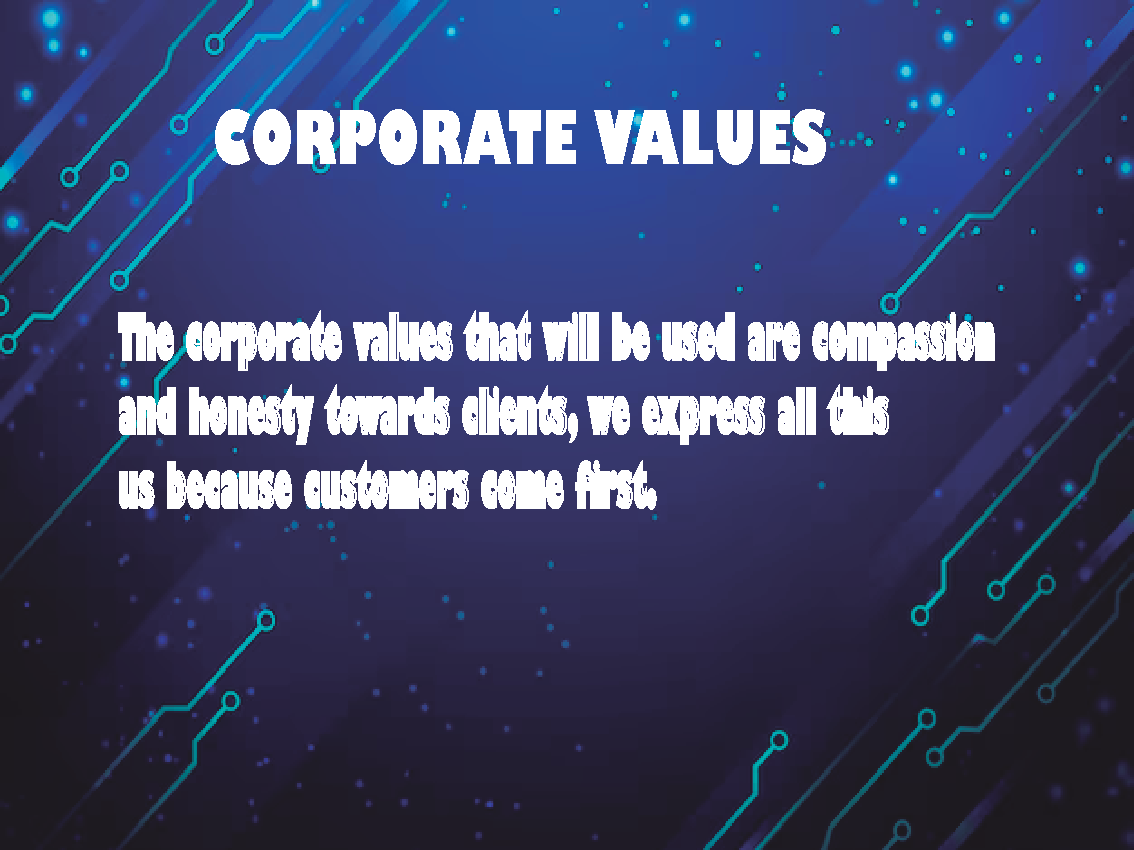 CORPORATE VALUES
The corporate values that will be used are compassion
and honesty towards clients, we express all this
us because customers come first.